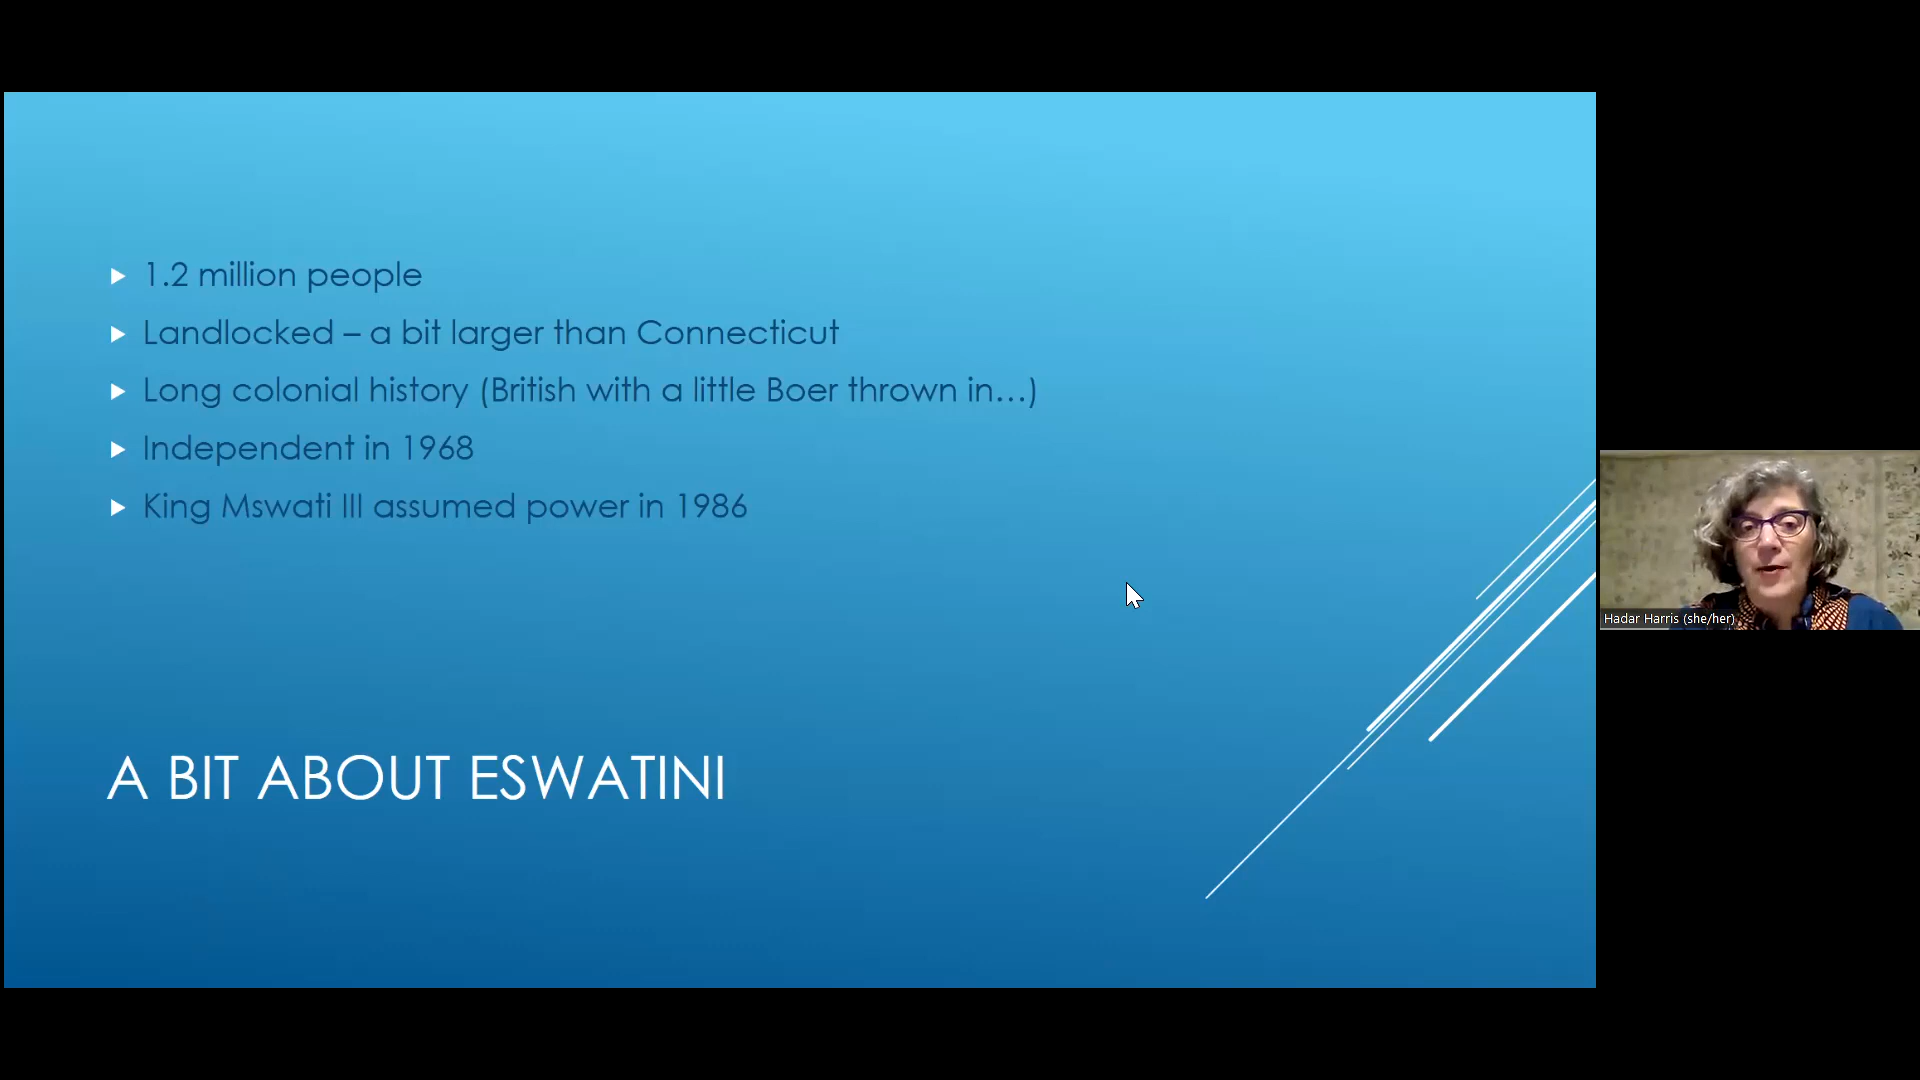 1.2 million people
Landlocked – a bit larger than Connecticut
Long colonial history (British with a little Boer thrown in…)
Independent in 1968
King Mswati III assumed power in 1986
A BIT ABOUT ESWATINI
Hadar Harris (she/her)